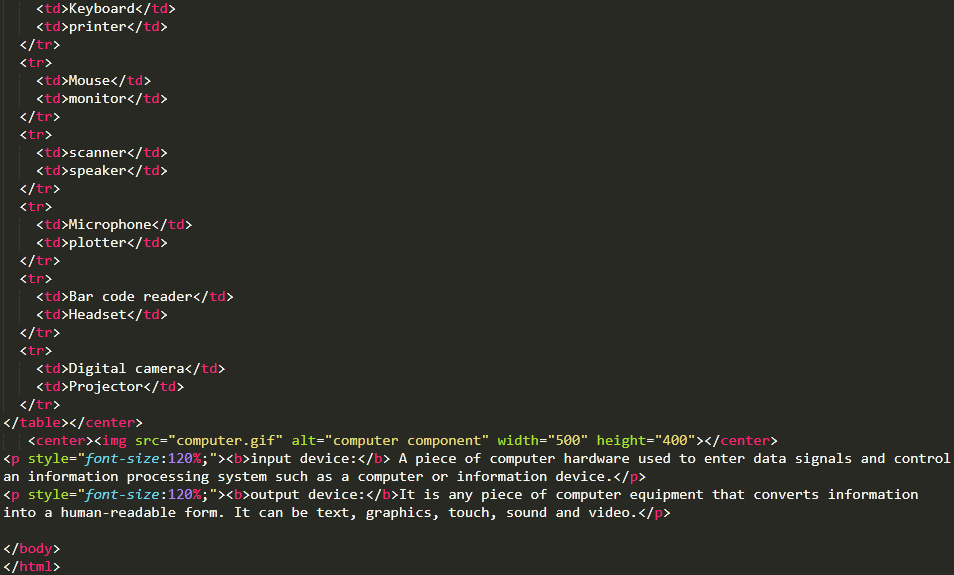 <td>Keyboard</td>
<td>printer</td>
</tr>
<tr>
<td>Mouse</td>
<td>monitor</td>
</tr>
<tr>
<td>scanner</td>
<td>speaker</td>
</tr>
<tr>
<td>Microphone</td>
<td>plotter</td>
</tr>
<tr>
<td>Bar code reader</td>
<td>Headset</td>
</tr>
<tr>
<td>Digital camera</td>
<td>Projector</td>
</tr>
</table></center>
<center><img src="computer.gif" alt="computer component" width="500" height="400"></center>
<p style="font-size:120%;"><b>input device:</b> A piece of computer hardware used to enter data signals and control
an information processing system such as a computer or information device.</p>
<p style="font-size:120%;"><b>output device:</b>It is any piece of computer equipment that converts information
into a human-readable form. It can be text, graphics, touch, sound and video.</p>
</body>
</html>